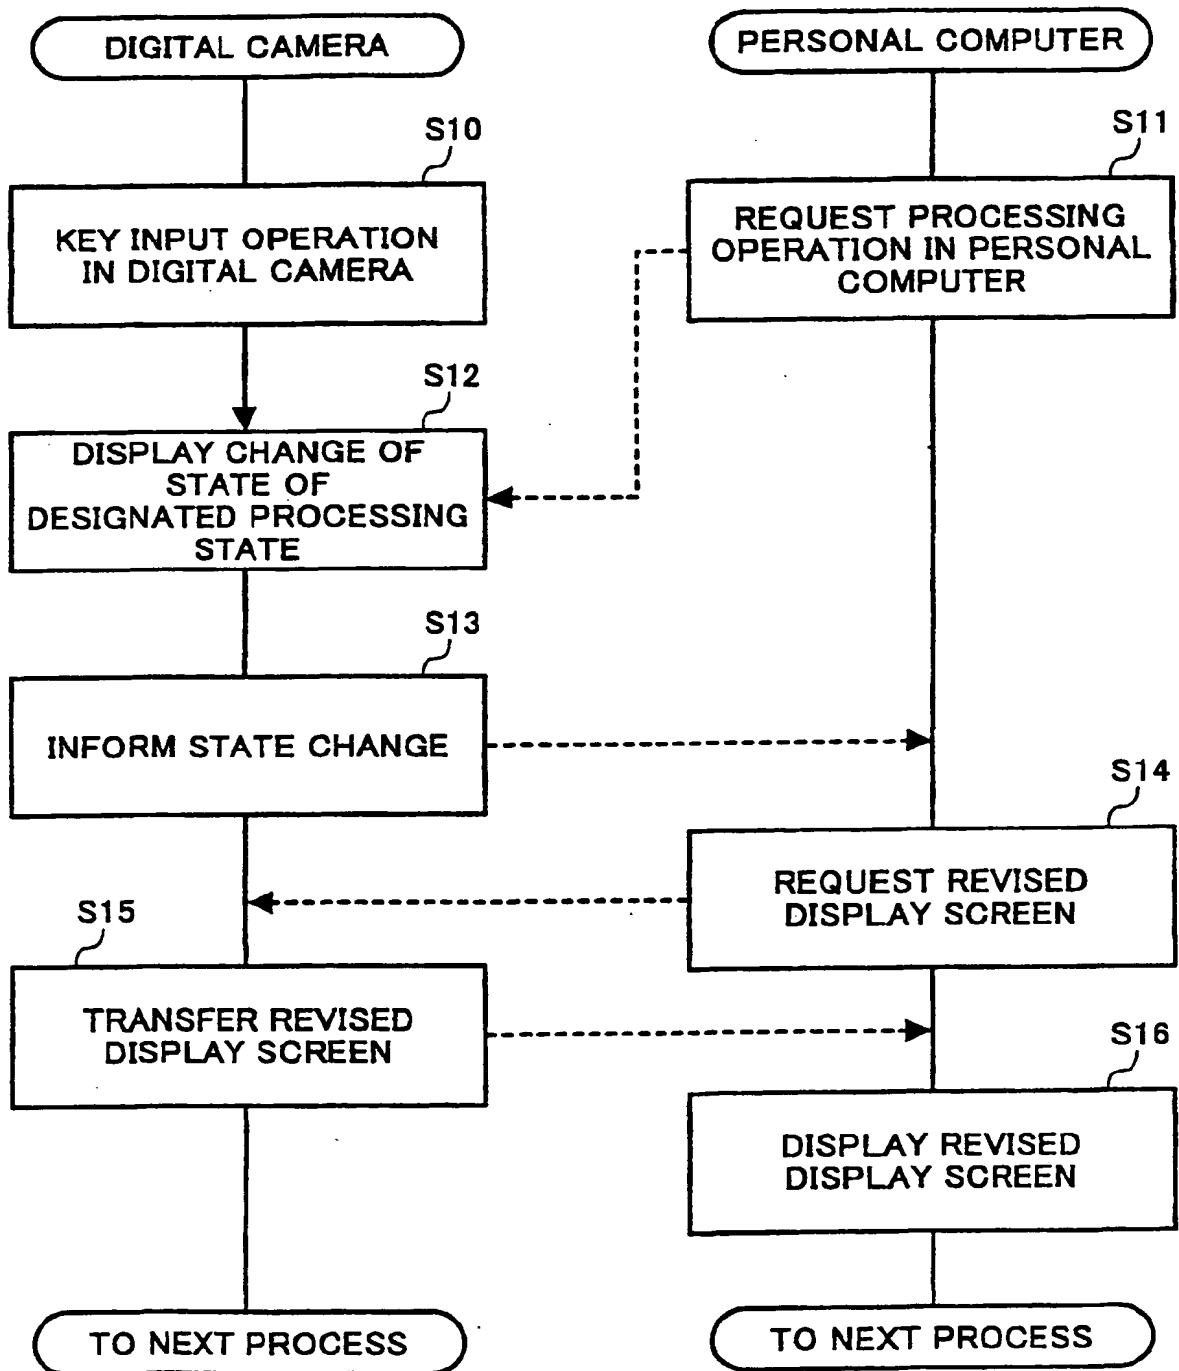 DIGITAL CAMERA
PERSONAL COMPUTER
S10
KEY INPUT OPERATION
IN DIGITAL CAMERA
S11
REQUEST PROCESSING
OPERATION IN PERSONAL
COMPUTER
S12
DISPLAY CHANGE OF
STATE OF
DESIGNATED PROCESSING
STATE
S13
INFORM STATE CHANGE
S14
REQUEST REVISED
DISPLAY SCREEN
S15
TRANSFER REVISED
DISPLAY SCREEN
S16
DISPLAY REVISED
DISPLAY SCREEN
TO NEXT PROCESS
TO NEXT PROCESS